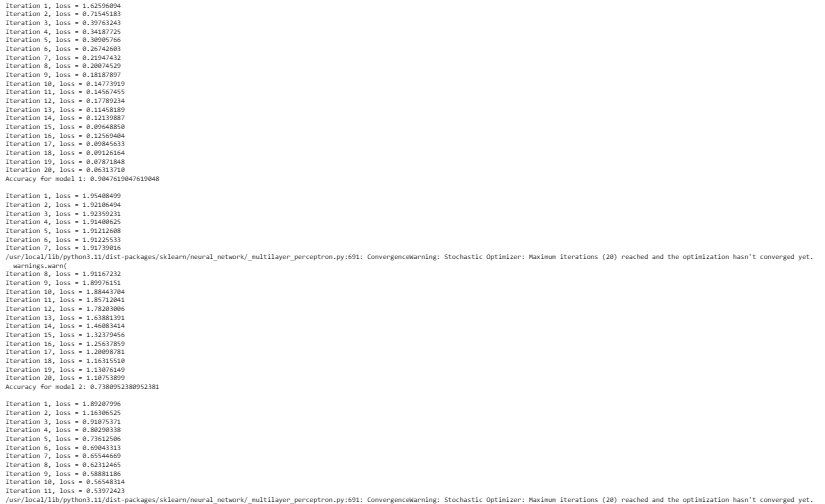 Iteration 1, loss = 1.62596094
Iteration 2, loss = 0.71545183
Iteration 3, loss = 0.39763243
Iteration 4, loss = 0.34187725
Iteration 5, loss = 0.30905766
Iteration 6, loss = 0.26742603
Iteration 7, loss = 0.21947432
Iteration 8, loss = 0.20074529
Iteration 9, loss = 0.18187897
Iteration 10, loss = 0.14773919
Iteration 11, loss = 0.14567455
Iteration 12, loss = 0.17789234
Iteration 13, loss = 0.11458189
Iteration 14, loss = 0.12139887
Iteration 15, loss = 0.09648850
Iteration 16, loss = 0.12569404
Iteration 17, loss = 0.09845633
Iteration 18, loss = 0.09126164
Iteration 19, loss = 0.07871848
Iteration 20, loss = 0.06313710
Accuracy for model 1: 0.9047619047619048
Iteration 1, loss = 1.95408499
Iteration 2, loss = 1.92106494
Iteration 3, loss = 1.92359231
Iteration 4, loss = 1.91400625
Iteration 5, loss = 1.91212608
Iteration 6, loss = 1.91225533
Iteration 7, loss = 1.91739016
/usr/local/lib/python3.11/dist-packages/sklearn/neural_network/_multilayer_perceptron.py:691: ConvergenceWarning: Stochastic Optimizer: Maximum iterations (20) reached and the optimization hasn't converged yet.
warnings.warn(
Iteration 8, loss = 1.91167232
Iteration 9, loss = 1.89976151
Iteration 10, loss = 1.88443704
Iteration 11, loss = 1.85712041
Iteration 12, loss = 1.78203006
Iteration 13, loss = 1.63881391
Iteration 14, loss = 1.46083414
Iteration 15, loss = 1.32379456
Iteration 16, loss = 1.25637859
Iteration 17, loss = 1.20098781
Iteration 18, loss = 1.16315510
Iteration 19, loss = 1.13076149
Iteration 20, loss = 1.10753899
Accuracy for model 2: 0.7380952380952381
Iteration 1, loss = 1.89207996
Iteration 2, loss = 1.16306525
Iteration 3, loss = 0.91075371
Iteration 4, loss = 0.80290338
Iteration 5, loss = 0.73612506
Iteration 6, loss = 0.69043313
Iteration 7, loss = 0.65544669
Iteration 8, loss = 0.62312465
Iteration 9, loss = 0.58881186
Iteration 10, loss = 0.56548314
Iteration 11, loss = 0.53972423
/usr/local/lib/python3.11/dist-packages/sklearn/neural_network/_multilayer_perceptron.py:691: ConvergenceWarning: Stochastic Optimizer: Maximum iterations (20) reached and the optimization hasn't converged yet.